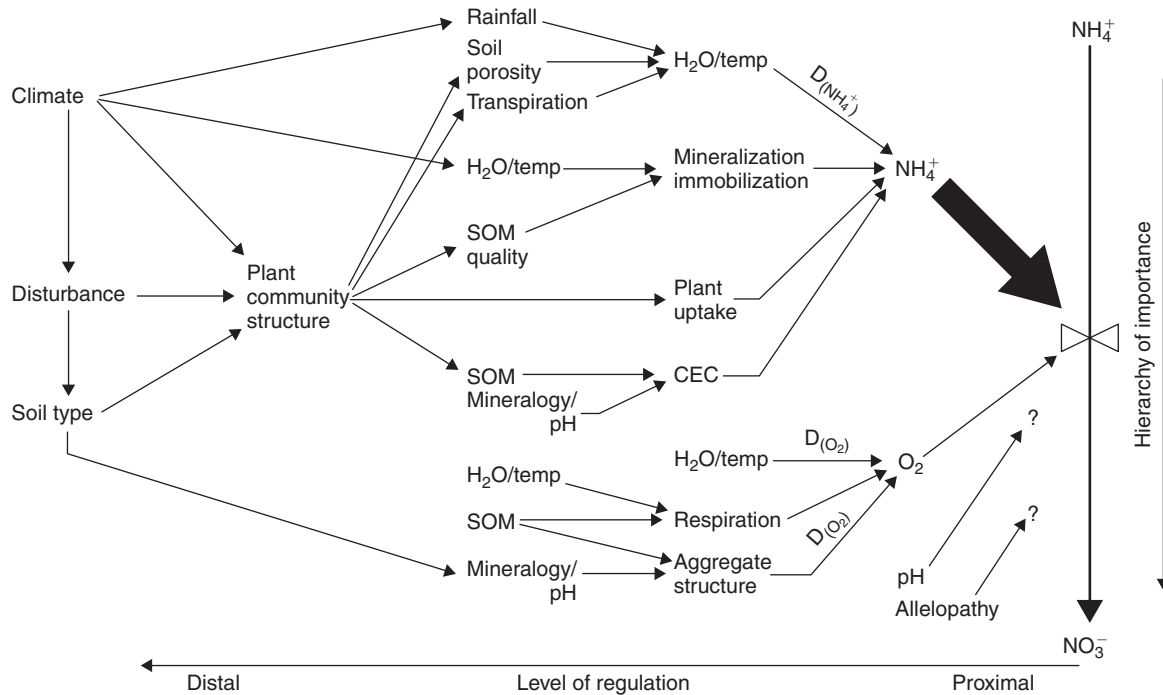 Climate
Disturbance
Soil type
Plant
community
structure
Rainfall
Soil
porosity
Transpiration
H₂O/temp
SOM
quality
SOM
Mineralogy/
pH
H₂O/temp
SOM
Mineralogy/
pH
H₂O/temp
Mineralization
immobilization
Plant
uptake
CEC
H₂O/temp
Respiration
Aggregate
structure
D(NH₄⁺)
D(O₂)
D(O₂)
NH₄⁺
O₂
pH
Allelopathy
?
?
NH₄⁺
NO₃⁻
Hierarchy of importance
Distal Level of regulation Proximal